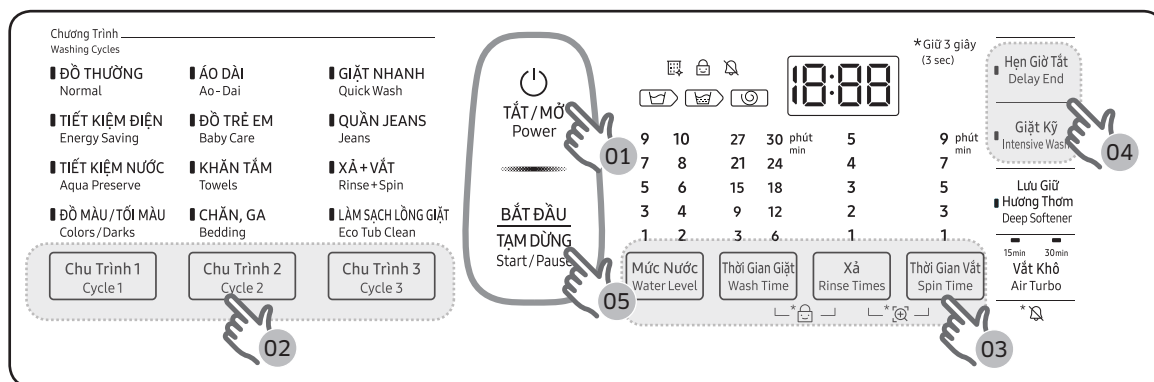 Chương Trình
Washing Cycles
ĐỒ THƯỜNG
Normal
TIẾT KIỆM ĐIỆN
Energy Saving
TIẾT KIỆM NƯỚC
Aqua Preserve
ĐỒ MÀU/TỐI MÀU
Colors/Darks
ÁO DÀI
Ao-Dai
ĐỒ TRẺ EM
Baby Care
KHĂN TẮM
Towels
CHĂN, GA
Bedding
GIẶT NHANH
Quick Wash
QUẦN JEANS
Jeans
XẢ+VẮT
Rinse+Spin
LÀM SẠCH LỒNG GIẶT
Eco Tub Clean
Chu Trình 1
Cycle 1
Chu Trình 2
Cycle 2
Chu Trình 3
Cycle 3
02
TẮT/MỞ
Power
01
BẮT ĐẦU
TẠM DỪNG
Start/Pause
05
18:88
*Giữ 3 giây
(3 sec)
9 10 27 30 phút min 5 9 phút min
7 8 21 24 4 7
5 6 15 18 3 5
3 4 9 12 2 3
1 2 3 6 1 1
Mức Nước
Water Level
Thời Gian Giặt
Wash Time
Xả
Rinse Times
Thời Gian Vắt
Spin Time
* *
03
Hẹn Giờ Tắt
Delay End
Giặt Kỹ
Intensive Wash
04
Lưu Giữ
Hương Thơm
Deep Softener
15min 30min
Vắt Khô
Air Turbo
*